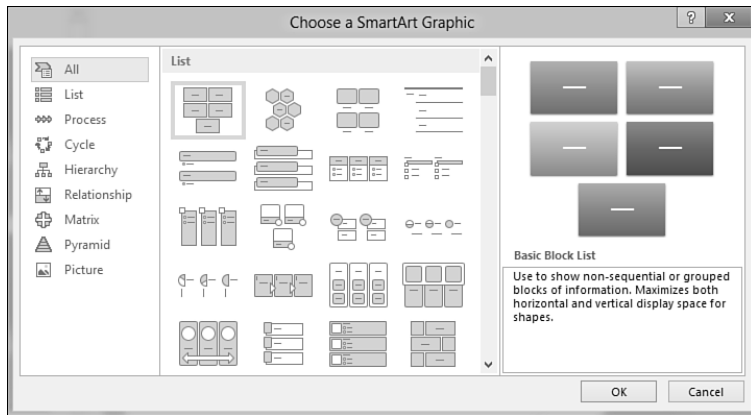 Choose a SmartArt Graphic
? X
All
List
Process
Cycle
Hierarchy
Relationship
Matrix
Pyramid
Picture
List
Basic Block List
Use to show non-sequential or grouped
blocks of information. Maximizes both
horizontal and vertical display space for
shapes.
OK Cancel